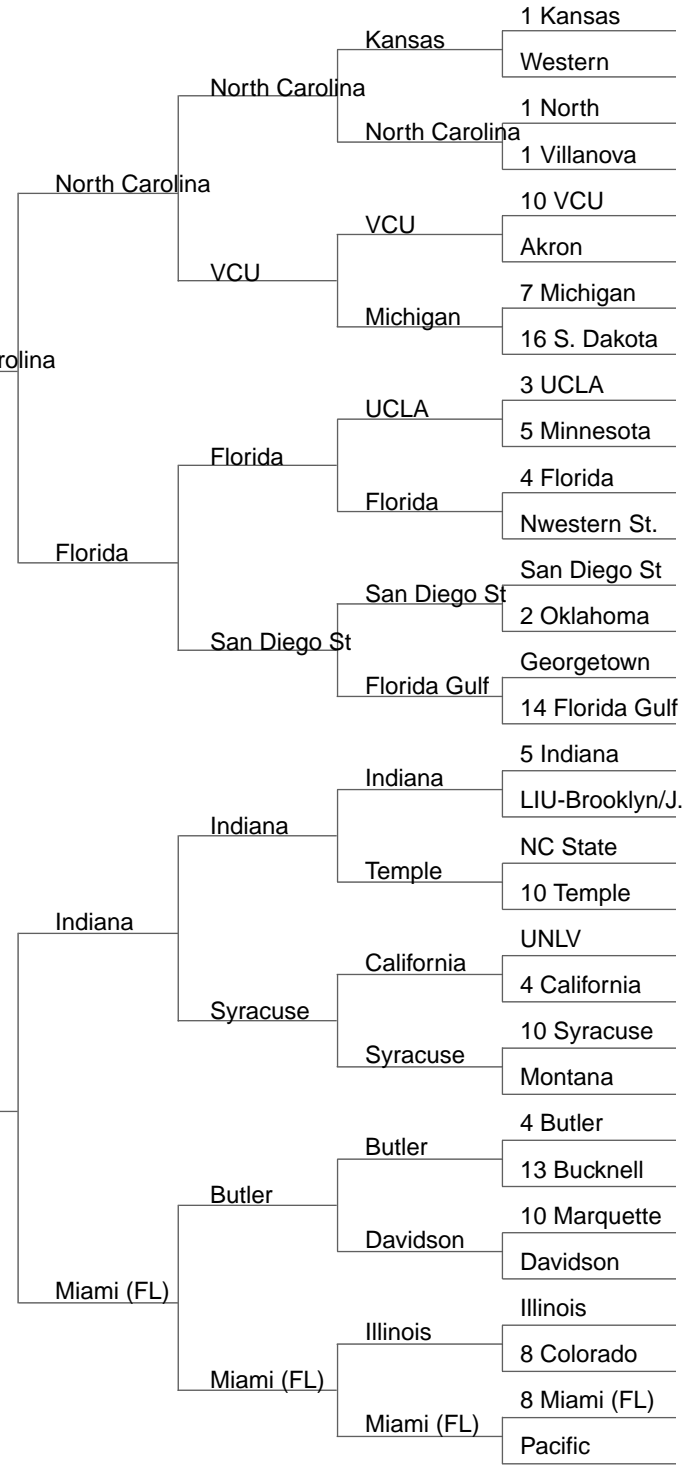 1 Kansas
Kansas
Western
North Carolina
1 North
North Carolina
1 Villanova
North Carolina
10 VCU
VCU
Akron
VCU
7 Michigan
Michigan
16 S. Dakota
rolina
3 UCLA
UCLA
5 Minnesota
Florida
4 Florida
Florida
Nwestern St.
Florida
San Diego St
San Diego St
2 Oklahoma
San Diego St
Georgetown
Florida Gulf
14 Florida Gulf
5 Indiana
Indiana
LIU-Brooklyn/J.
Indiana
NC State
Temple
10 Temple
Indiana
UNLV
California
4 California
Syracuse
10 Syracuse
Syracuse
Montana
4 Butler
Butler
13 Bucknell
Butler
10 Marquette
Davidson
Davidson
Miami (FL)
Illinois
Illinois
8 Colorado
Miami (FL)
8 Miami (FL)
Miami (FL)
Pacific